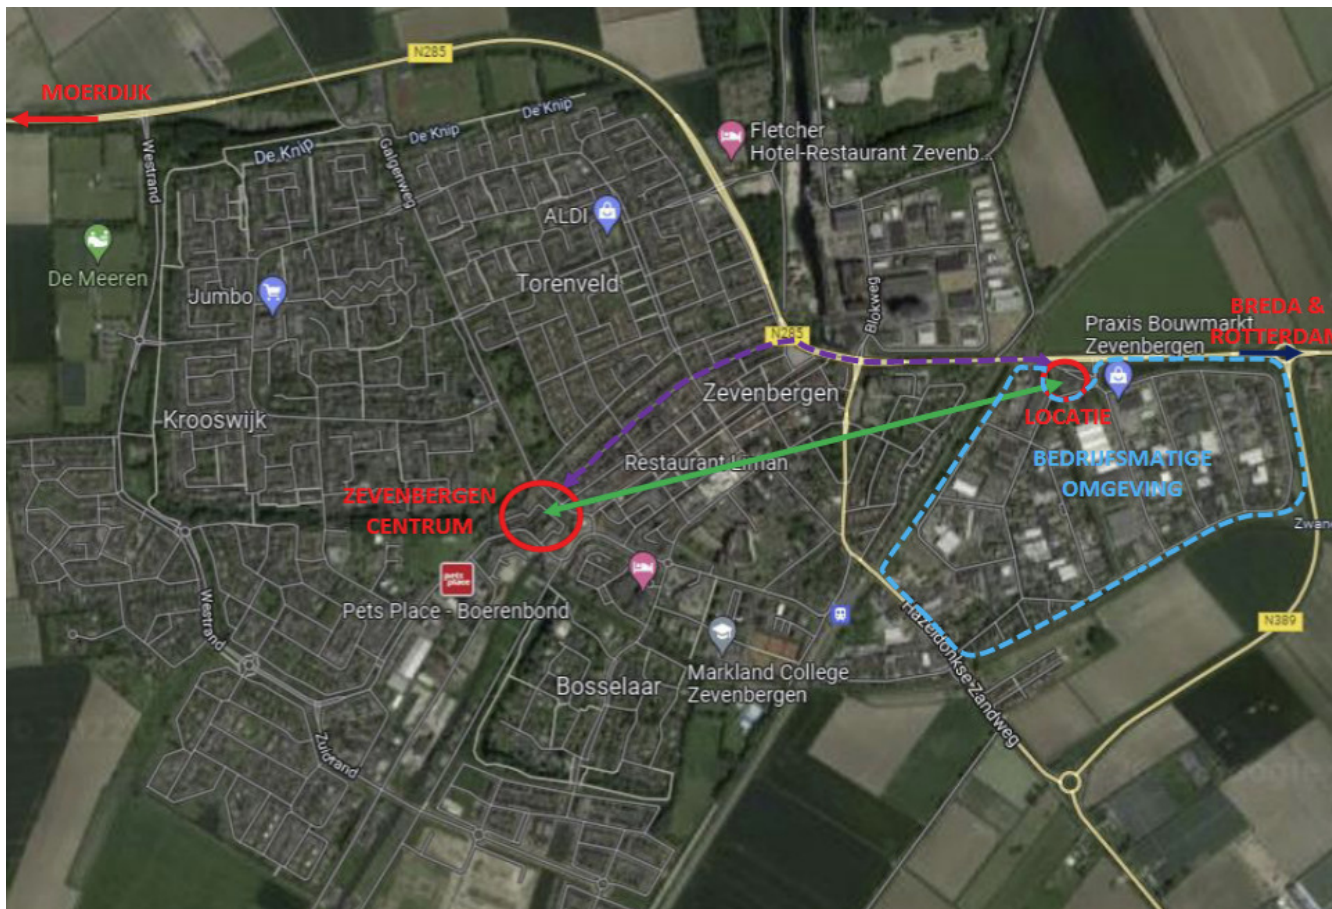 N285
MOERDIJK
De Knip
De Knip
De Knip
Westrand
Galgenweg
Fletcher
Hotel-Restaurant Zevenb...
ALDI
De Meeren
Jumbo
Torenveld
Blokweg
N285
BREDA &
ROTTERDAM
Praxis Bouwmarkt
Zevenbergen
Zevenbergen
Krooswijk
LOCATIE
Restaurant Liman
BEDRIJFSMATIGE
OMGEVING
ZEVENBERGEN
CENTRUM
pets
place
Pets Place - Boerenbond
Westrand
Hazeldonkse Zandweg
N389
Markland College
Zevenbergen
Bosselaar
Zuidrand